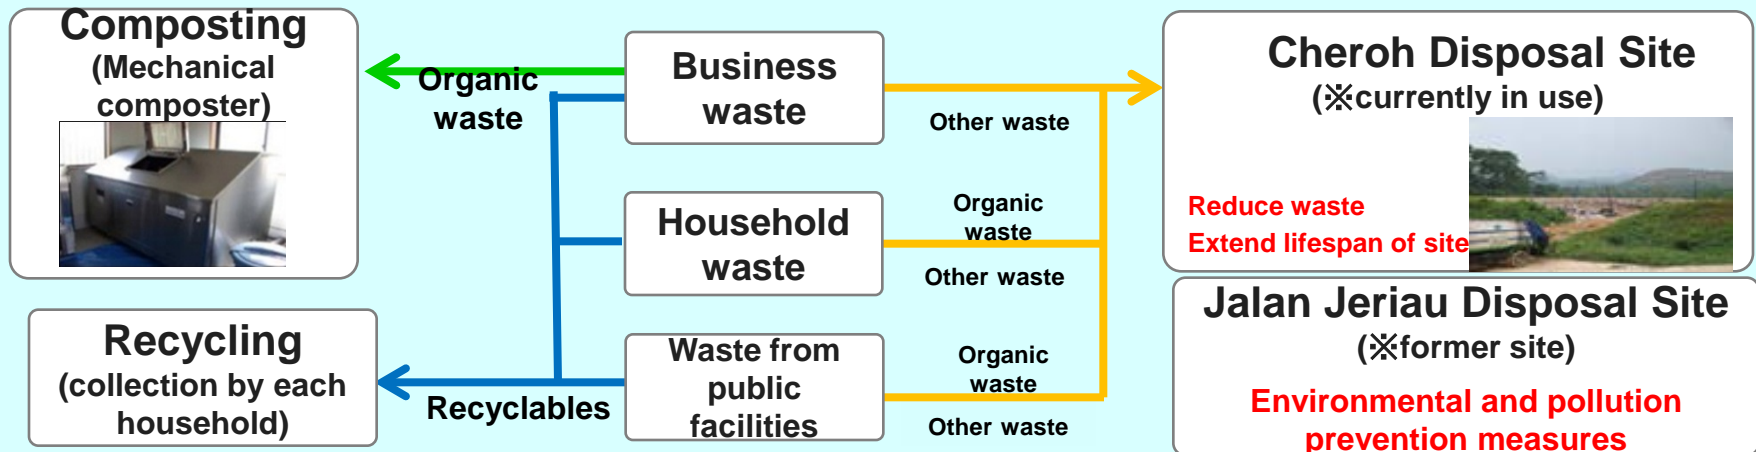 Composting
(Mechanical
composter)
Organic
waste
Business
waste
Other waste
Cheroh Disposal Site
(※currently in use)
Reduce waste
Extend lifespan of site
Household
waste
Organic
waste
Other waste
Recycling
(collection by each
household)
Recyclables
Waste from
public
facilities
Organic
waste
Other waste
Jalan Jeriau Disposal Site
(※former site)
Environmental and pollution
prevention measures